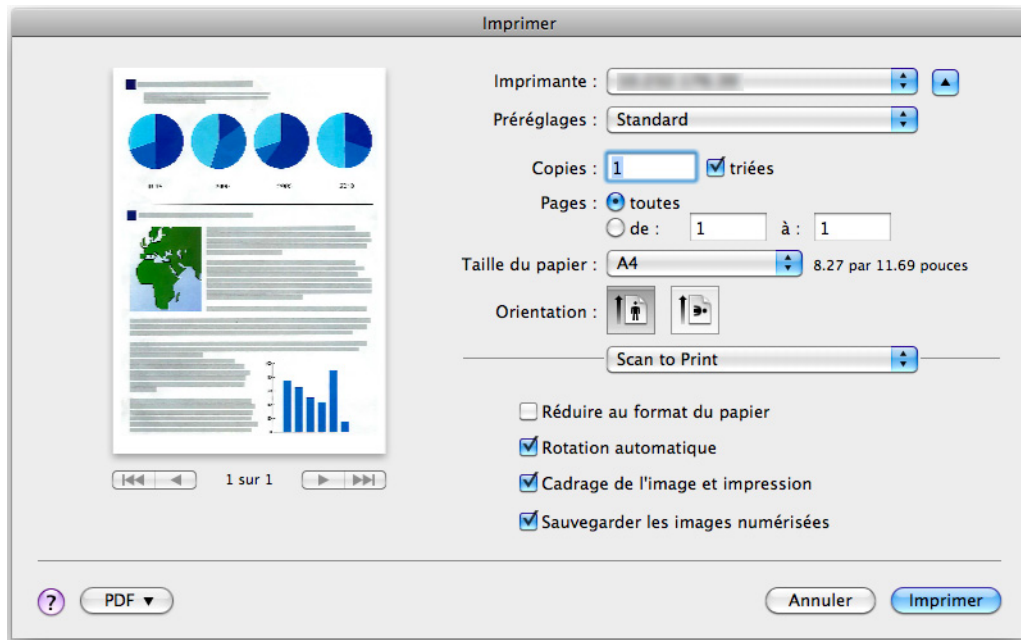 Imprimer
Imprimante :
Préréglages : Standard
Copies : 1 triées
Pages : toutes
de : 1 à : 1
Taille du papier : A4 8.27 par 11.69 pouces
Orientation :
Scan to Print
Réduire au format du papier
Rotation automatique
Cadrage de l'image et impression
Sauvegarder les images numérisées
1 sur 1
? PDF Annuler Imprimer